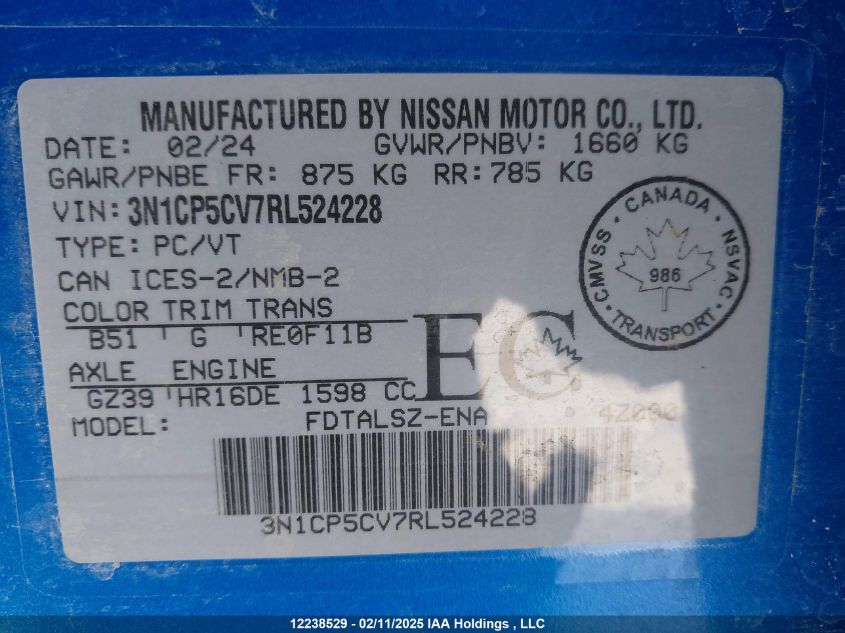 MANUFACTURED BY NISSAN MOTOR CO., LTD.
DATE: 02/24 GVWR/PNBV: 1660 KG
GAWR/PNBE FR: 875 KG RR: 785 KG
VIN: 3N1CP5CV7RL524228
TYPE: PC/VT
CAN ICES-2/NMB-2
COLOR TRIM TRANS
B51 G RE0F11B
AXLE ENGINE
GZ39 HR16DE 1598 CC
MODEL: FDTALSZ-ENA
EC
CANADA
CMVSS NSVAC
986
TRANSPORT
3N1CP5CV7RL524228
12238529 - 02/11/2025 IAA Holdings , LLC